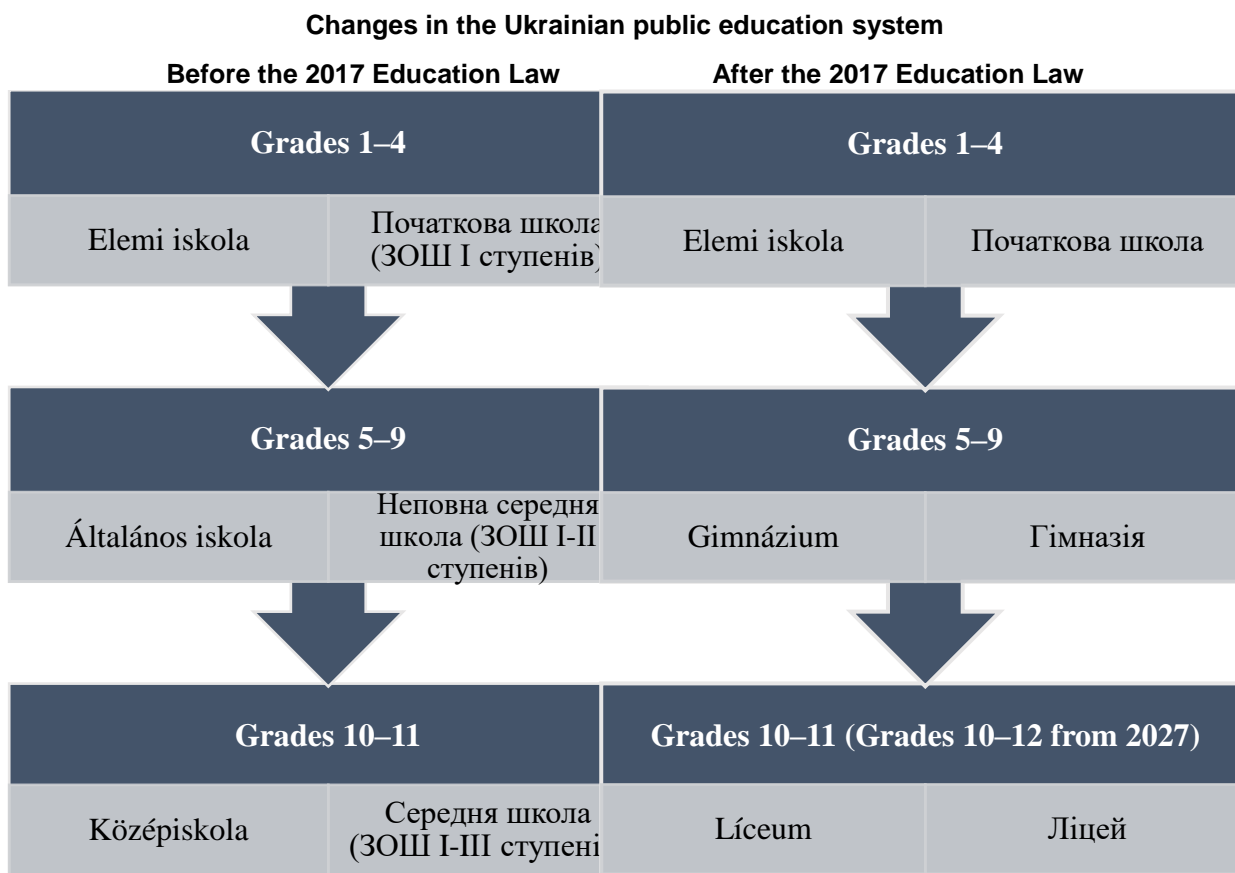 Changes in the Ukrainian public education system
Before the 2017 Education Law
After the 2017 Education Law
Grades 1–4
Elemi iskola
Початкова школа
(ЗОШ І ступенів)
Grades 5–9
Általános iskola
Неповна середня
школа (ЗОШ І-ІІ
ступенів)
Grades 10–11
Középiskola
Середня школа
(ЗОШ І-ІІІ ступені
Grades 1–4
Elemi iskola
Початкова школа
Grades 5–9
Gimnázium
Гімназія
Grades 10–11 (Grades 10–12 from 2027)
Líceum
Ліцей